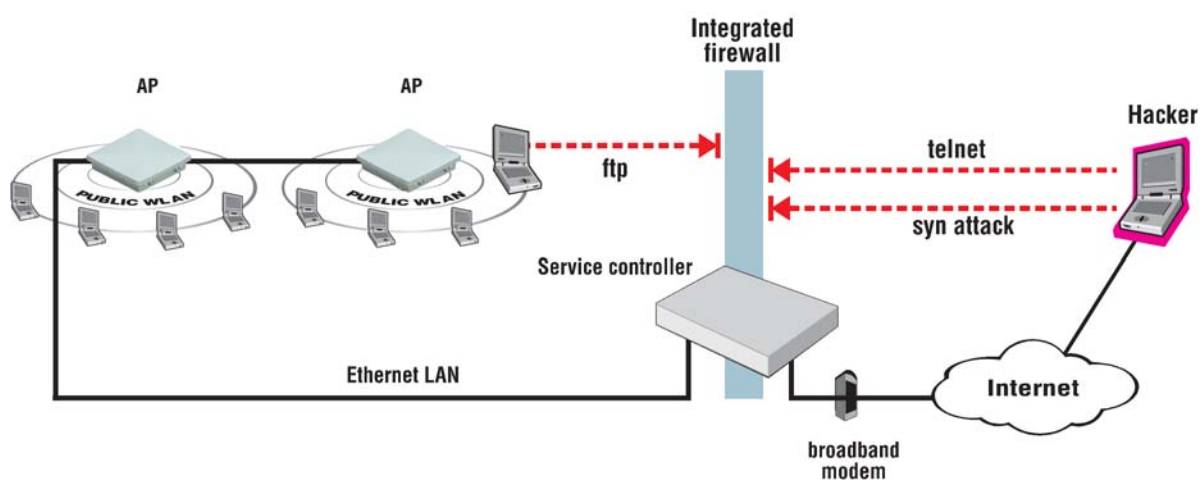 Integrated
firewall
AP
AP
Hacker
ftp
telnet
PUBLIC WLAN
PUBLIC WLAN
syn attack
Service controller
Ethernet LAN
Internet
broadband
modem